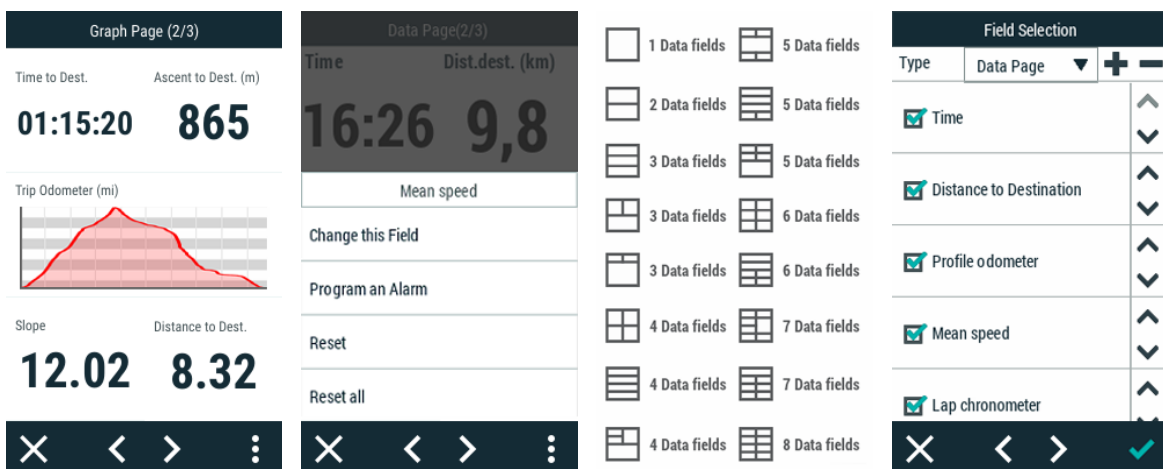 Graph Page (2/3)
Time to Dest. Ascent to Dest. (m)
01:15:20 865
Trip Odometer (mi)
Slope Distance to Dest.
12.02 8.32
Data Page(2/3)
Time Dist.dest. (km)
16:26 9,8
Mean speed
Change this Field
Program an Alarm
Reset
Reset all
1 Data fields 5 Data fields
2 Data fields 5 Data fields
3 Data fields 5 Data fields
3 Data fields 6 Data fields
3 Data fields 6 Data fields
4 Data fields 7 Data fields
4 Data fields 7 Data fields
4 Data fields 8 Data fields
Field Selection
Type Data Page
Time
Distance to Destination
Profile odometer
Mean speed
Lap chronometer